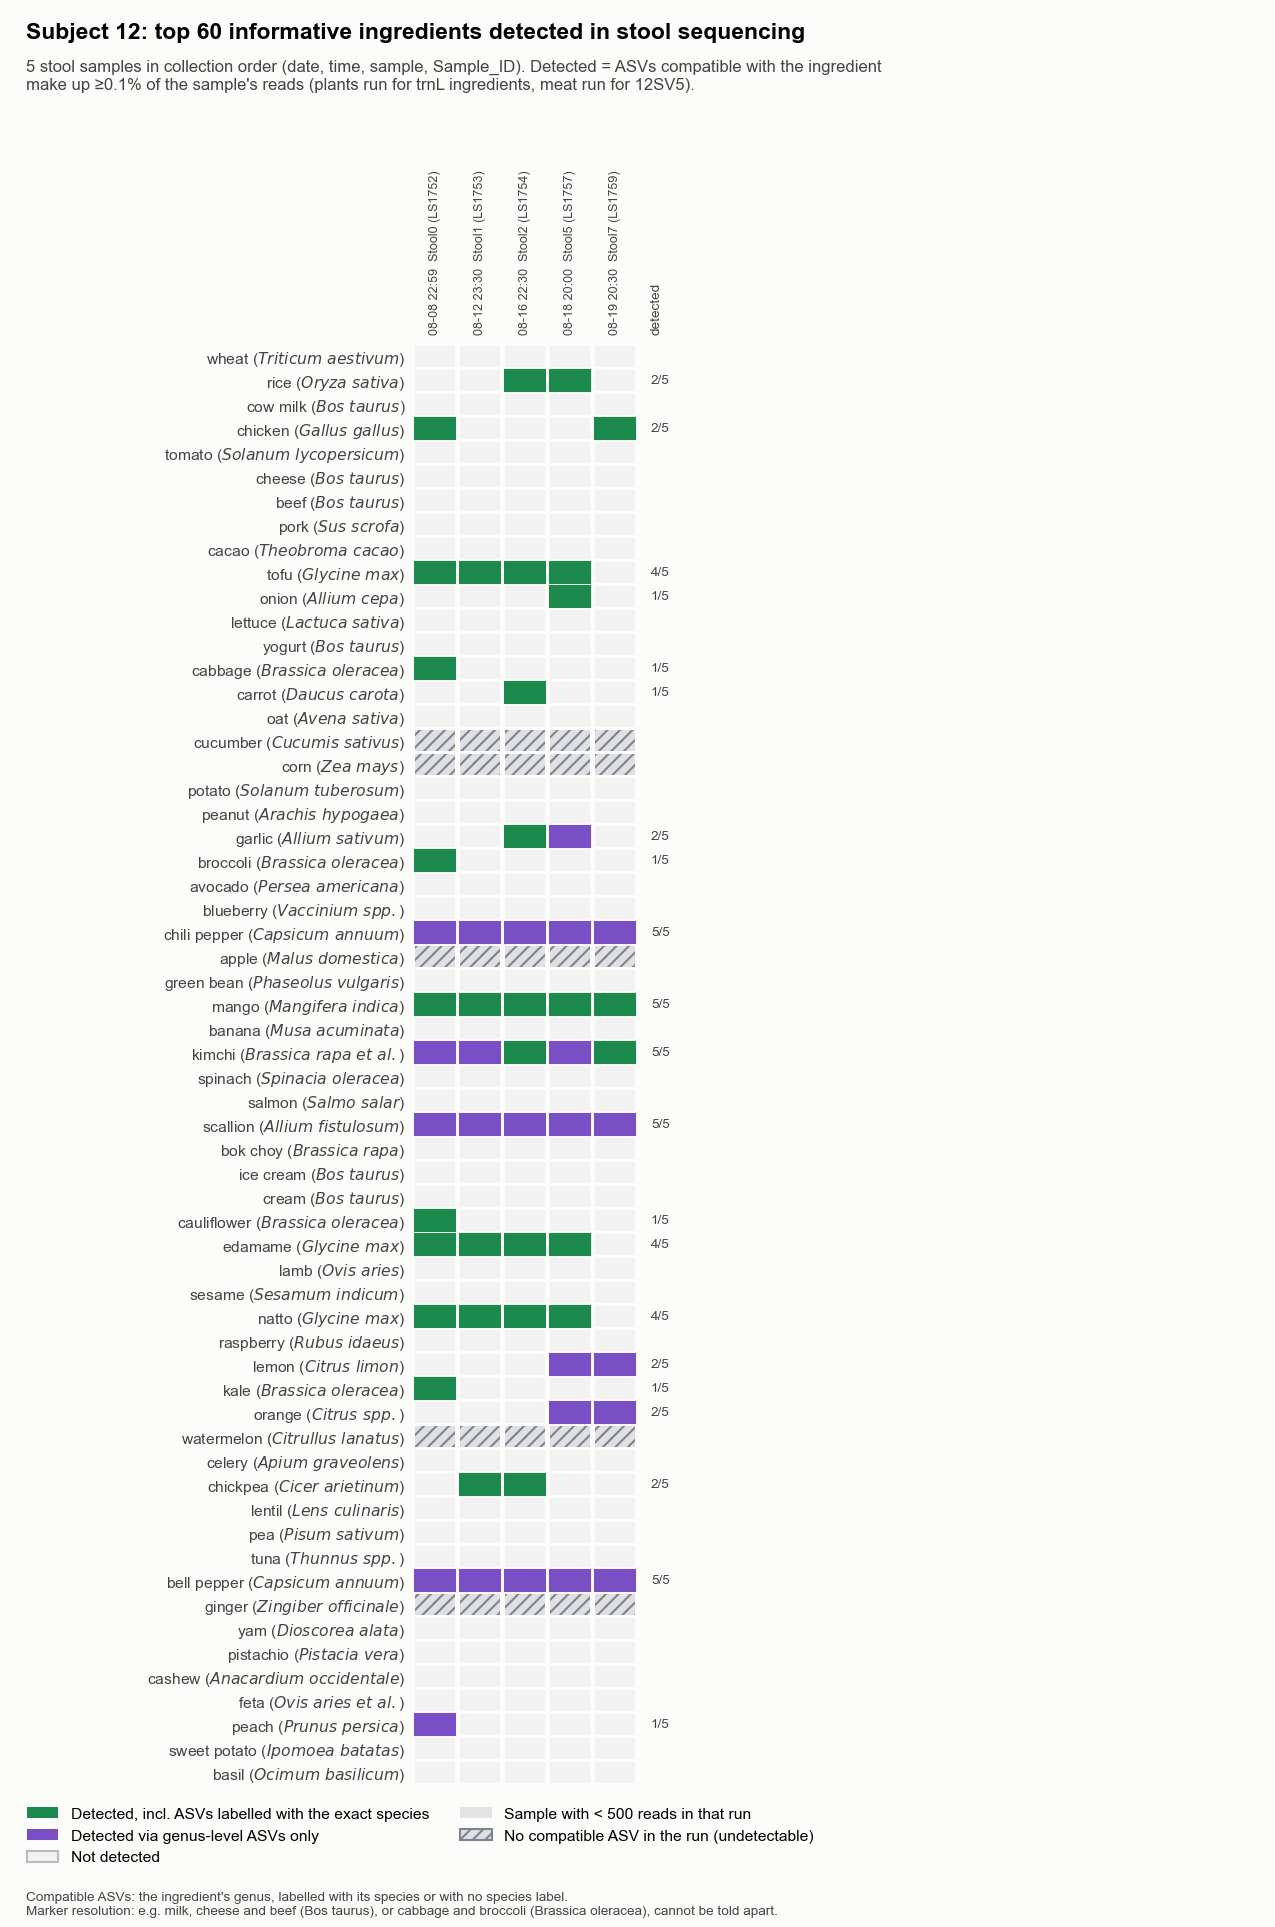 Subject 12: top 60 informative ingredients detected in stool sequencing
5 stool samples in collection order (date, time, sample, Sample_ID). Detected = ASVs compatible with the ingredient
make up ≥0.1% of the sample's reads (plants run for trnL ingredients, meat run for 12SV5).
08-08 22:59 Stool0 (LS1752)
08-12 23:30 Stool1 (LS1753)
08-16 22:30 Stool2 (LS1754)
08-18 20:00 Stool5 (LS1757)
08-19 20:30 Stool7 (LS1759)
detected
wheat (Triticum aestivum)
rice (Oryza sativa) 2/5
cow milk (Bos taurus)
chicken (Gallus gallus) 2/5
tomato (Solanum lycopersicum)
cheese (Bos taurus)
beef (Bos taurus)
pork (Sus scrofa)
cacao (Theobroma cacao)
tofu (Glycine max) 4/5
onion (Allium cepa) 1/5
lettuce (Lactuca sativa)
yogurt (Bos taurus)
cabbage (Brassica oleracea) 1/5
carrot (Daucus carota) 1/5
oat (Avena sativa)
cucumber (Cucumis sativus)
corn (Zea mays)
potato (Solanum tuberosum)
peanut (Arachis hypogaea)
garlic (Allium sativum) 2/5
broccoli (Brassica oleracea) 1/5
avocado (Persea americana)
blueberry (Vaccinium spp. )
chili pepper (Capsicum annuum) 5/5
apple (Malus domestica)
green bean (Phaseolus vulgaris)
mango (Mangifera indica) 5/5
banana (Musa acuminata)
kimchi (Brassica rapa et al. ) 5/5
spinach (Spinacia oleracea)
salmon (Salmo salar)
scallion (Allium fistulosum) 5/5
bok choy (Brassica rapa)
ice cream (Bos taurus)
cream (Bos taurus)
cauliflower (Brassica oleracea) 1/5
edamame (Glycine max) 4/5
lamb (Ovis aries)
sesame (Sesamum indicum)
natto (Glycine max) 4/5
raspberry (Rubus idaeus)
lemon (Citrus limon) 2/5
kale (Brassica oleracea) 1/5
orange (Citrus spp. ) 2/5
watermelon (Citrullus lanatus)
celery (Apium graveolens)
chickpea (Cicer arietinum) 2/5
lentil (Lens culinaris)
pea (Pisum sativum)
tuna (Thunnus spp. )
bell pepper (Capsicum annuum) 5/5
ginger (Zingiber officinale)
yam (Dioscorea alata)
pistachio (Pistacia vera)
cashew (Anacardium occidentale)
feta (Ovis aries et al. )
peach (Prunus persica) 1/5
sweet potato (Ipomoea batatas)
basil (Ocimum basilicum)
Detected, incl. ASVs labelled with the exact species
Detected via genus-level ASVs only
Not detected
Sample with < 500 reads in that run
No compatible ASV in the run (undetectable)
Compatible ASVs: the ingredient's genus, labelled with its species or with no species label.
Marker resolution: e.g. milk, cheese and beef (Bos taurus), or cabbage and broccoli (Brassica oleracea), cannot be told apart.